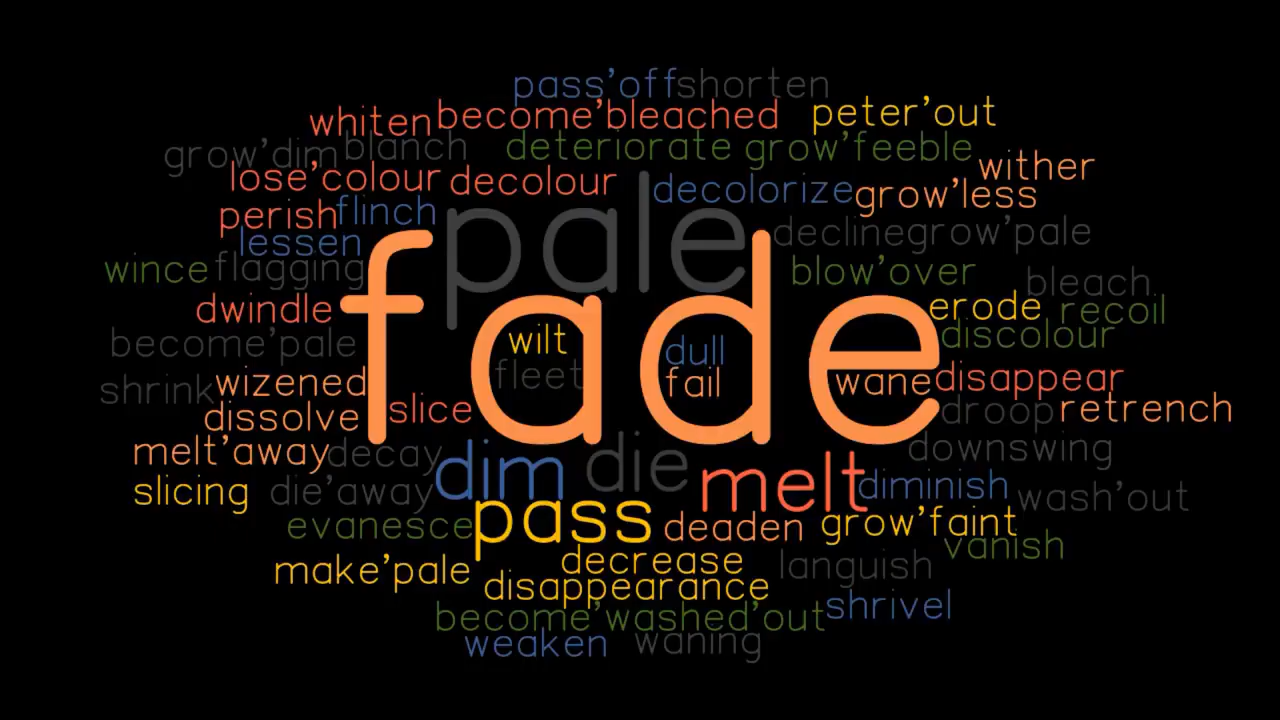 pass'off shorten
whiten become'bleached peter'out
grow'dim blanch deteriorate grow'feeble
lose'colour decolour decolorize grow'less wither
perish flinch pale decline grow'pale
lessen
wince flagging blow'over bleach
dwindle fade erode recoil
become'pale wilt dull discolour
shrink wizened fleet fail wane disappear
dissolve slice droop retrench
melt'away decay downswing
slicing die'away dim die melt diminish wash'out
evanesce pass deaden grow'faint
vanish
make'pale decrease languish
disappearance
become'washed'out shrivel
weaken waning